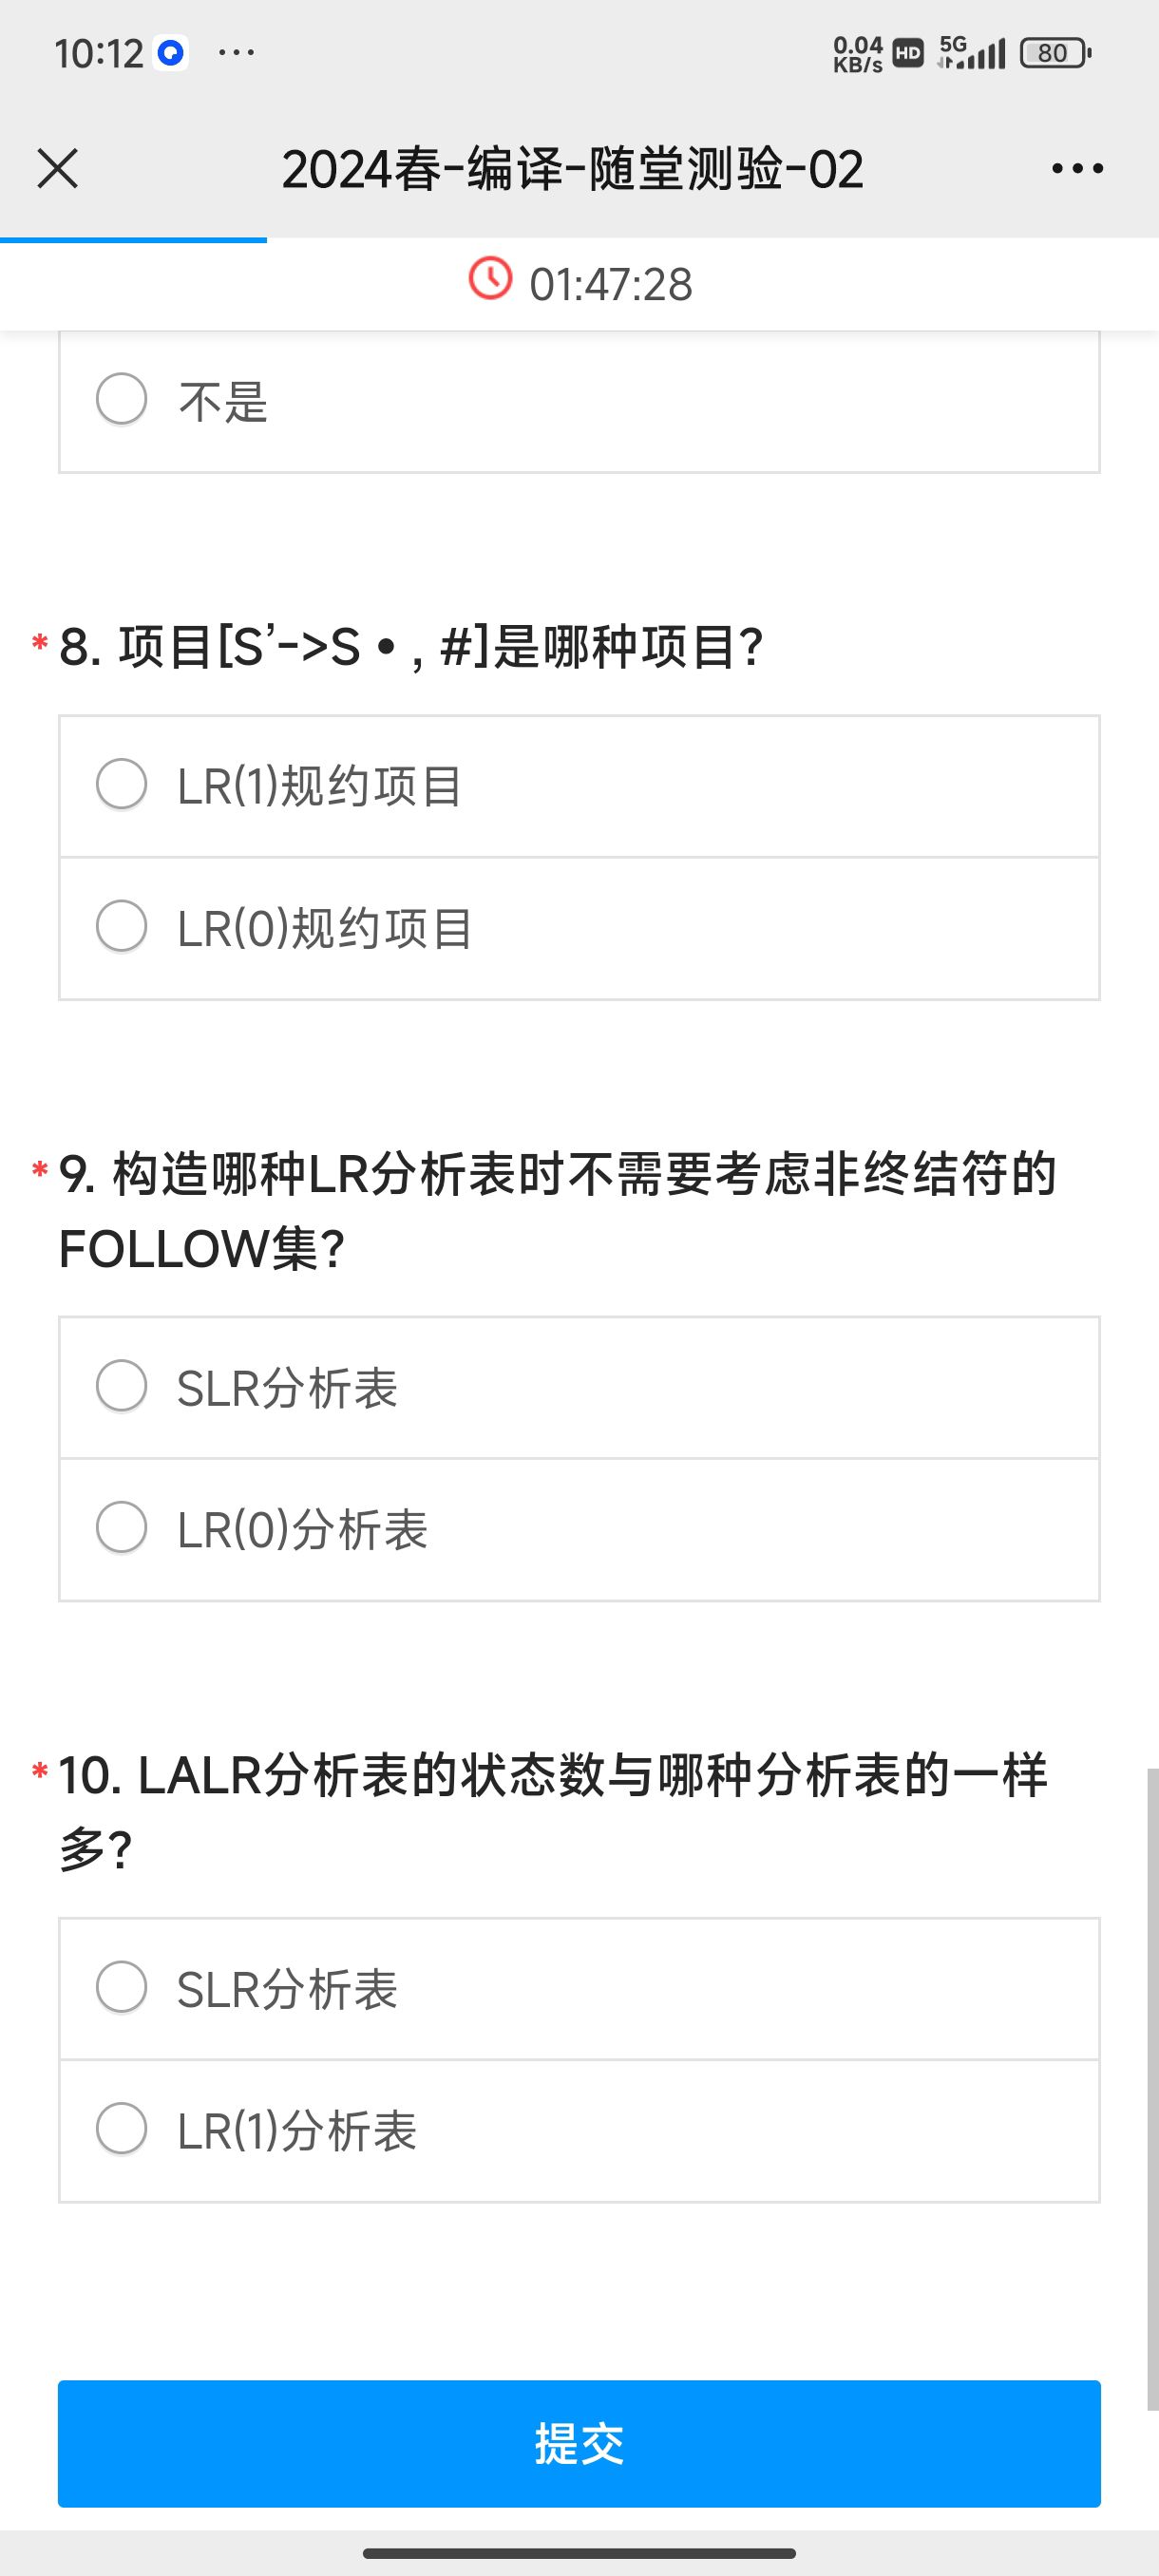 10:12 ···
0.04 KB/s HD 5G 80
2024春-编译-随堂测验-02
01:47:28
不是
*8. 项目[S’->S • , #]是哪种项目?
LR(1)规约项目
LR(0)规约项目
*9. 构造哪种LR分析表时不需要考虑非终结符的
FOLLOW集?
SLR分析表
LR(0)分析表
*10. LALR分析表的状态数与哪种分析表的一样
多?
SLR分析表
LR(1)分析表
提交